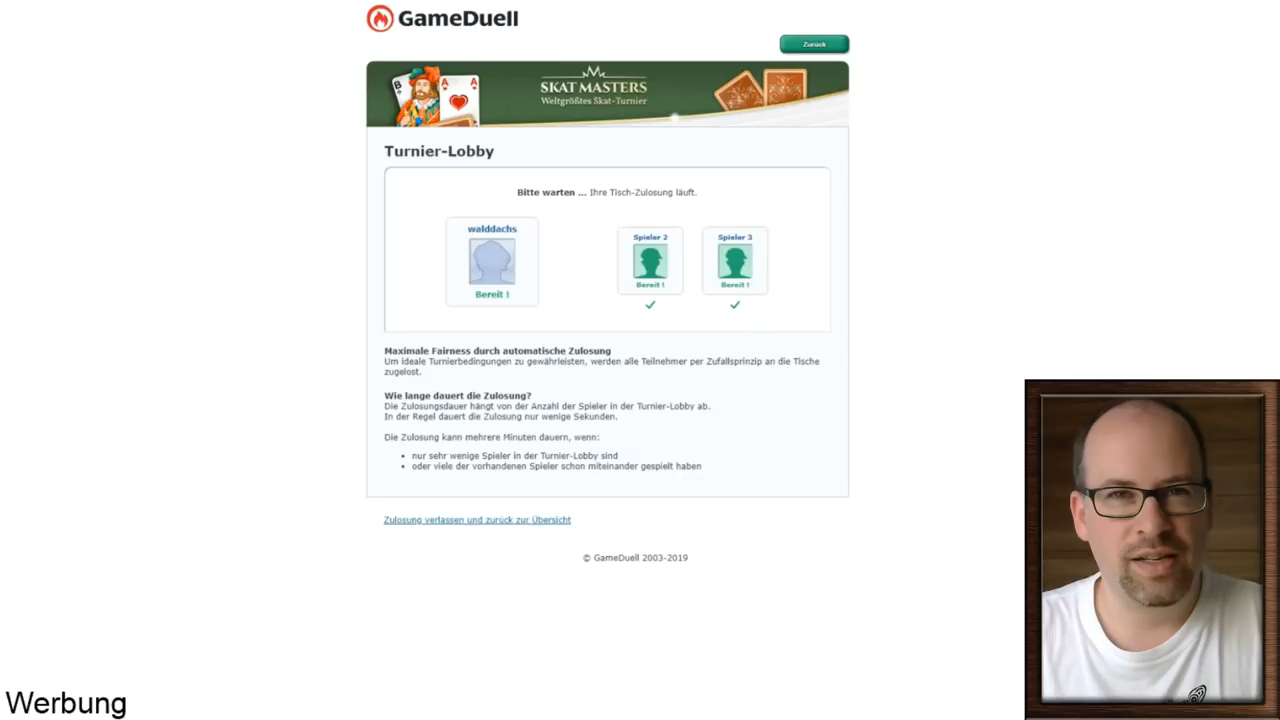 GameDuell
Zurück
B
A
A
SKAT MASTERS
Weltgrößtes Skat-Turnier
Turnier-Lobby
Bitte warten ... Ihre Tisch-Zulosung läuft.
walddachs
Bereit !
Spieler 2
Bereit !
Spieler 3
Bereit !
Maximale Fairness durch automatische Zulosung
Um ideale Turnierbedingungen zu gewährleisten, werden alle Teilnehmer per Zufallsprinzip an die Tische
zugelost.
Wie lange dauert die Zulosung?
Die Zulosungsdauer hängt von der Anzahl der Spieler in der Turnier-Lobby ab.
In der Regel dauert die Zulosung nur wenige Sekunden.
Die Zulosung kann mehrere Minuten dauern, wenn:
• nur sehr wenige Spieler in der Turnier-Lobby sind
• oder viele der vorhandenen Spieler schon miteinander gespielt haben
Zulosung verlassen und zurück zur Übersicht
© GameDuell 2003-2019
Werbung